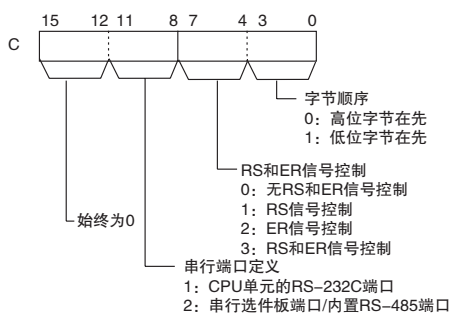 15 12 11 8 7 4 3 0
C
字节顺序
0：高位字节在先
1：低位字节在先
RS和ER信号控制
0：无RS和ER信号控制
1：RS信号控制
2：ER信号控制
3：RS和ER信号控制
始终为0
串行端口定义
1：CPU单元的RS-232C端口
2：串行选件板端口/内置RS-485端口